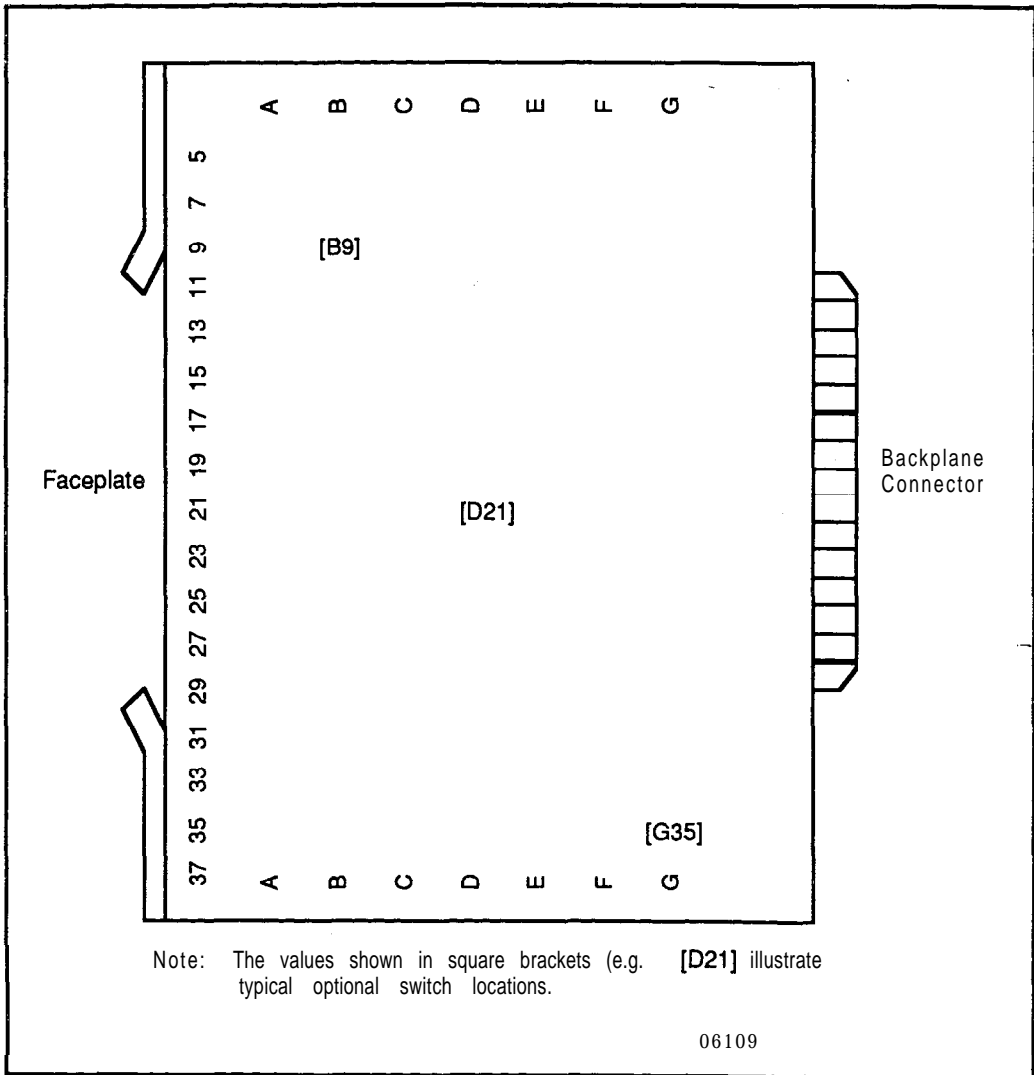 A B C D E F G
5
7
9 [B9]
11
13
15
17
19
Faceplate
Backplane
Connector
21 [D21]
23
25
27
29
31
33
35 [G35]
37 A B C D E F G
Note: The values shown in square brackets (e.g. [D21] illustrate
typical optional switch locations.
06109